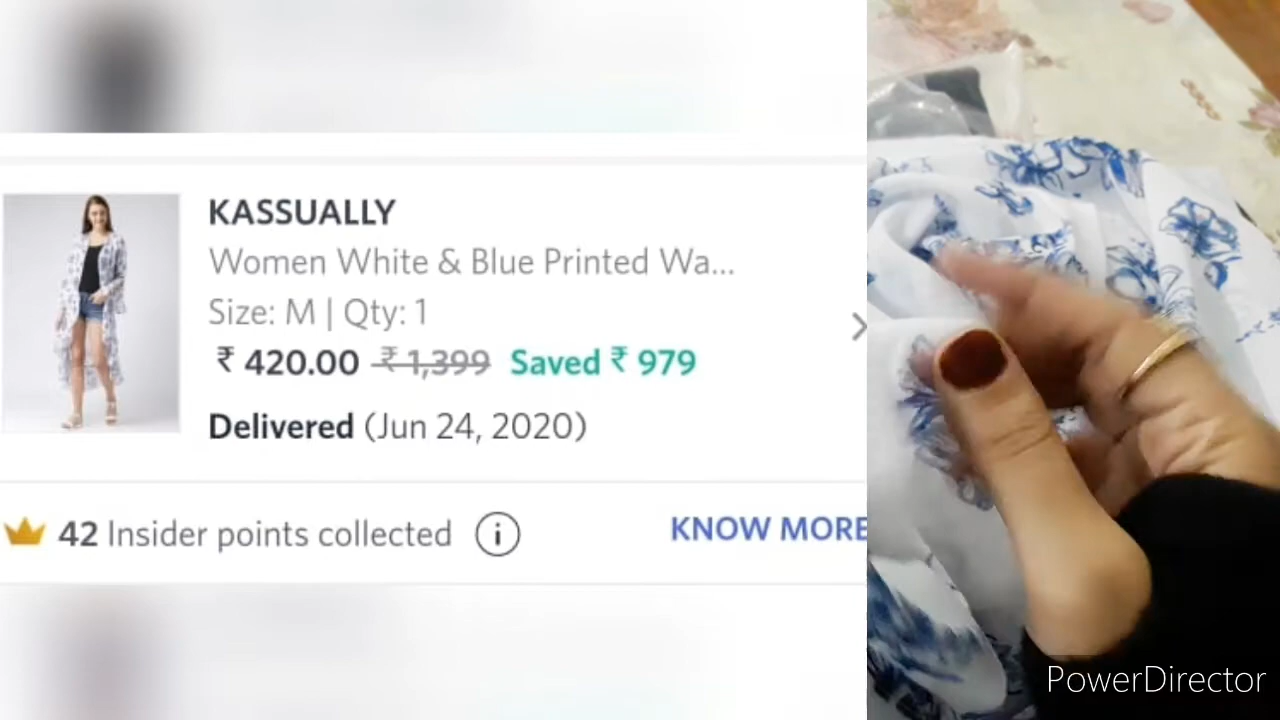 KASSUALLY
Women White & Blue Printed Wa...
Size: M | Qty: 1
₹ 420.00 ₹ 1,399 Saved ₹ 979
Delivered (Jun 24, 2020)
42 Insider points collected i
KNOW MORE
PowerDirector